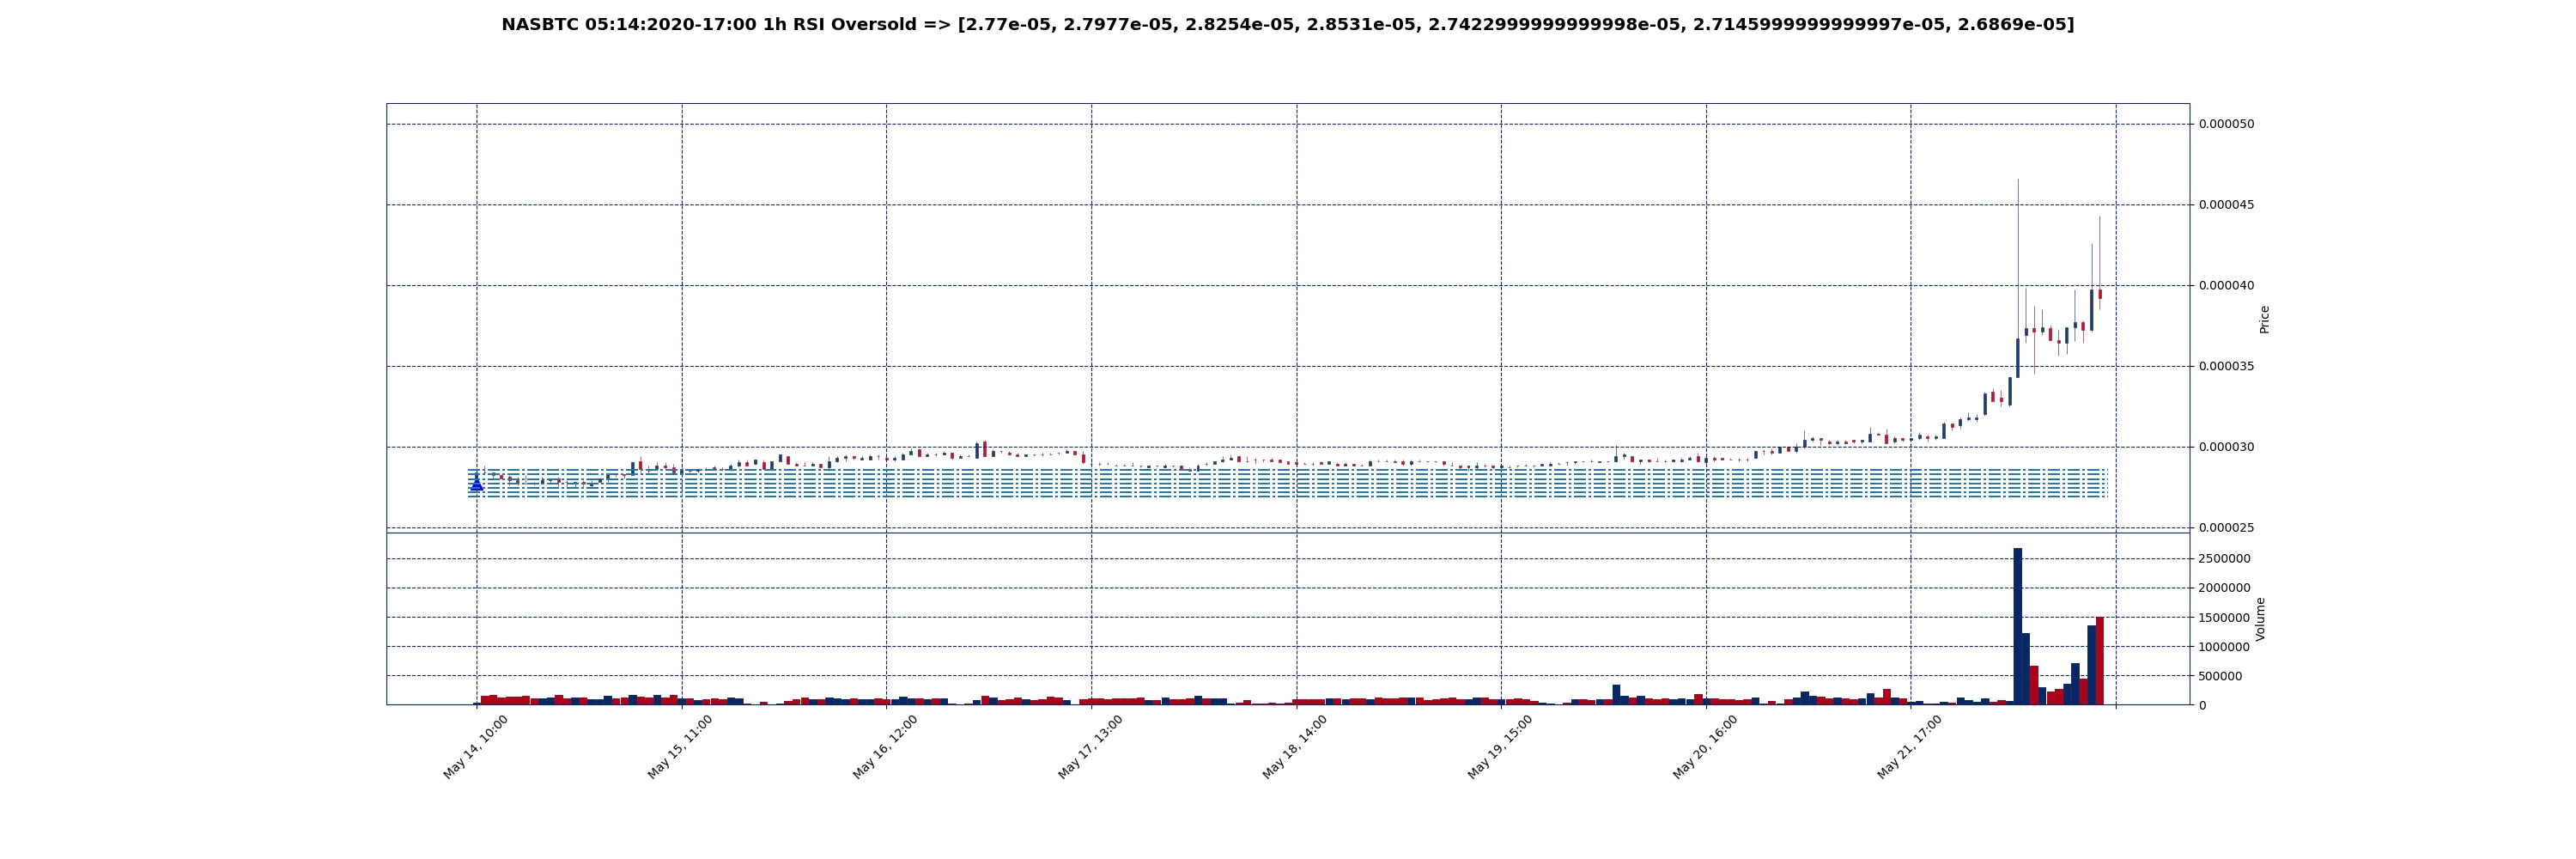 NASBTC 05:14:2020-17:00 1h RSI Oversold => [2.77e-05, 2.7977e-05, 2.8254e-05, 2.8531e-05, 2.7422999999999998e-05, 2.7145999999999997e-05, 2.6869e-05]
0.000050
0.000045
0.000040
0.000035
0.000030
0.000025
Price
2500000
2000000
1500000
1000000
500000
0
Volume
May 14, 10:00
May 15, 11:00
May 16, 12:00
May 17, 13:00
May 18, 14:00
May 19, 15:00
May 20, 16:00
May 21, 17:00